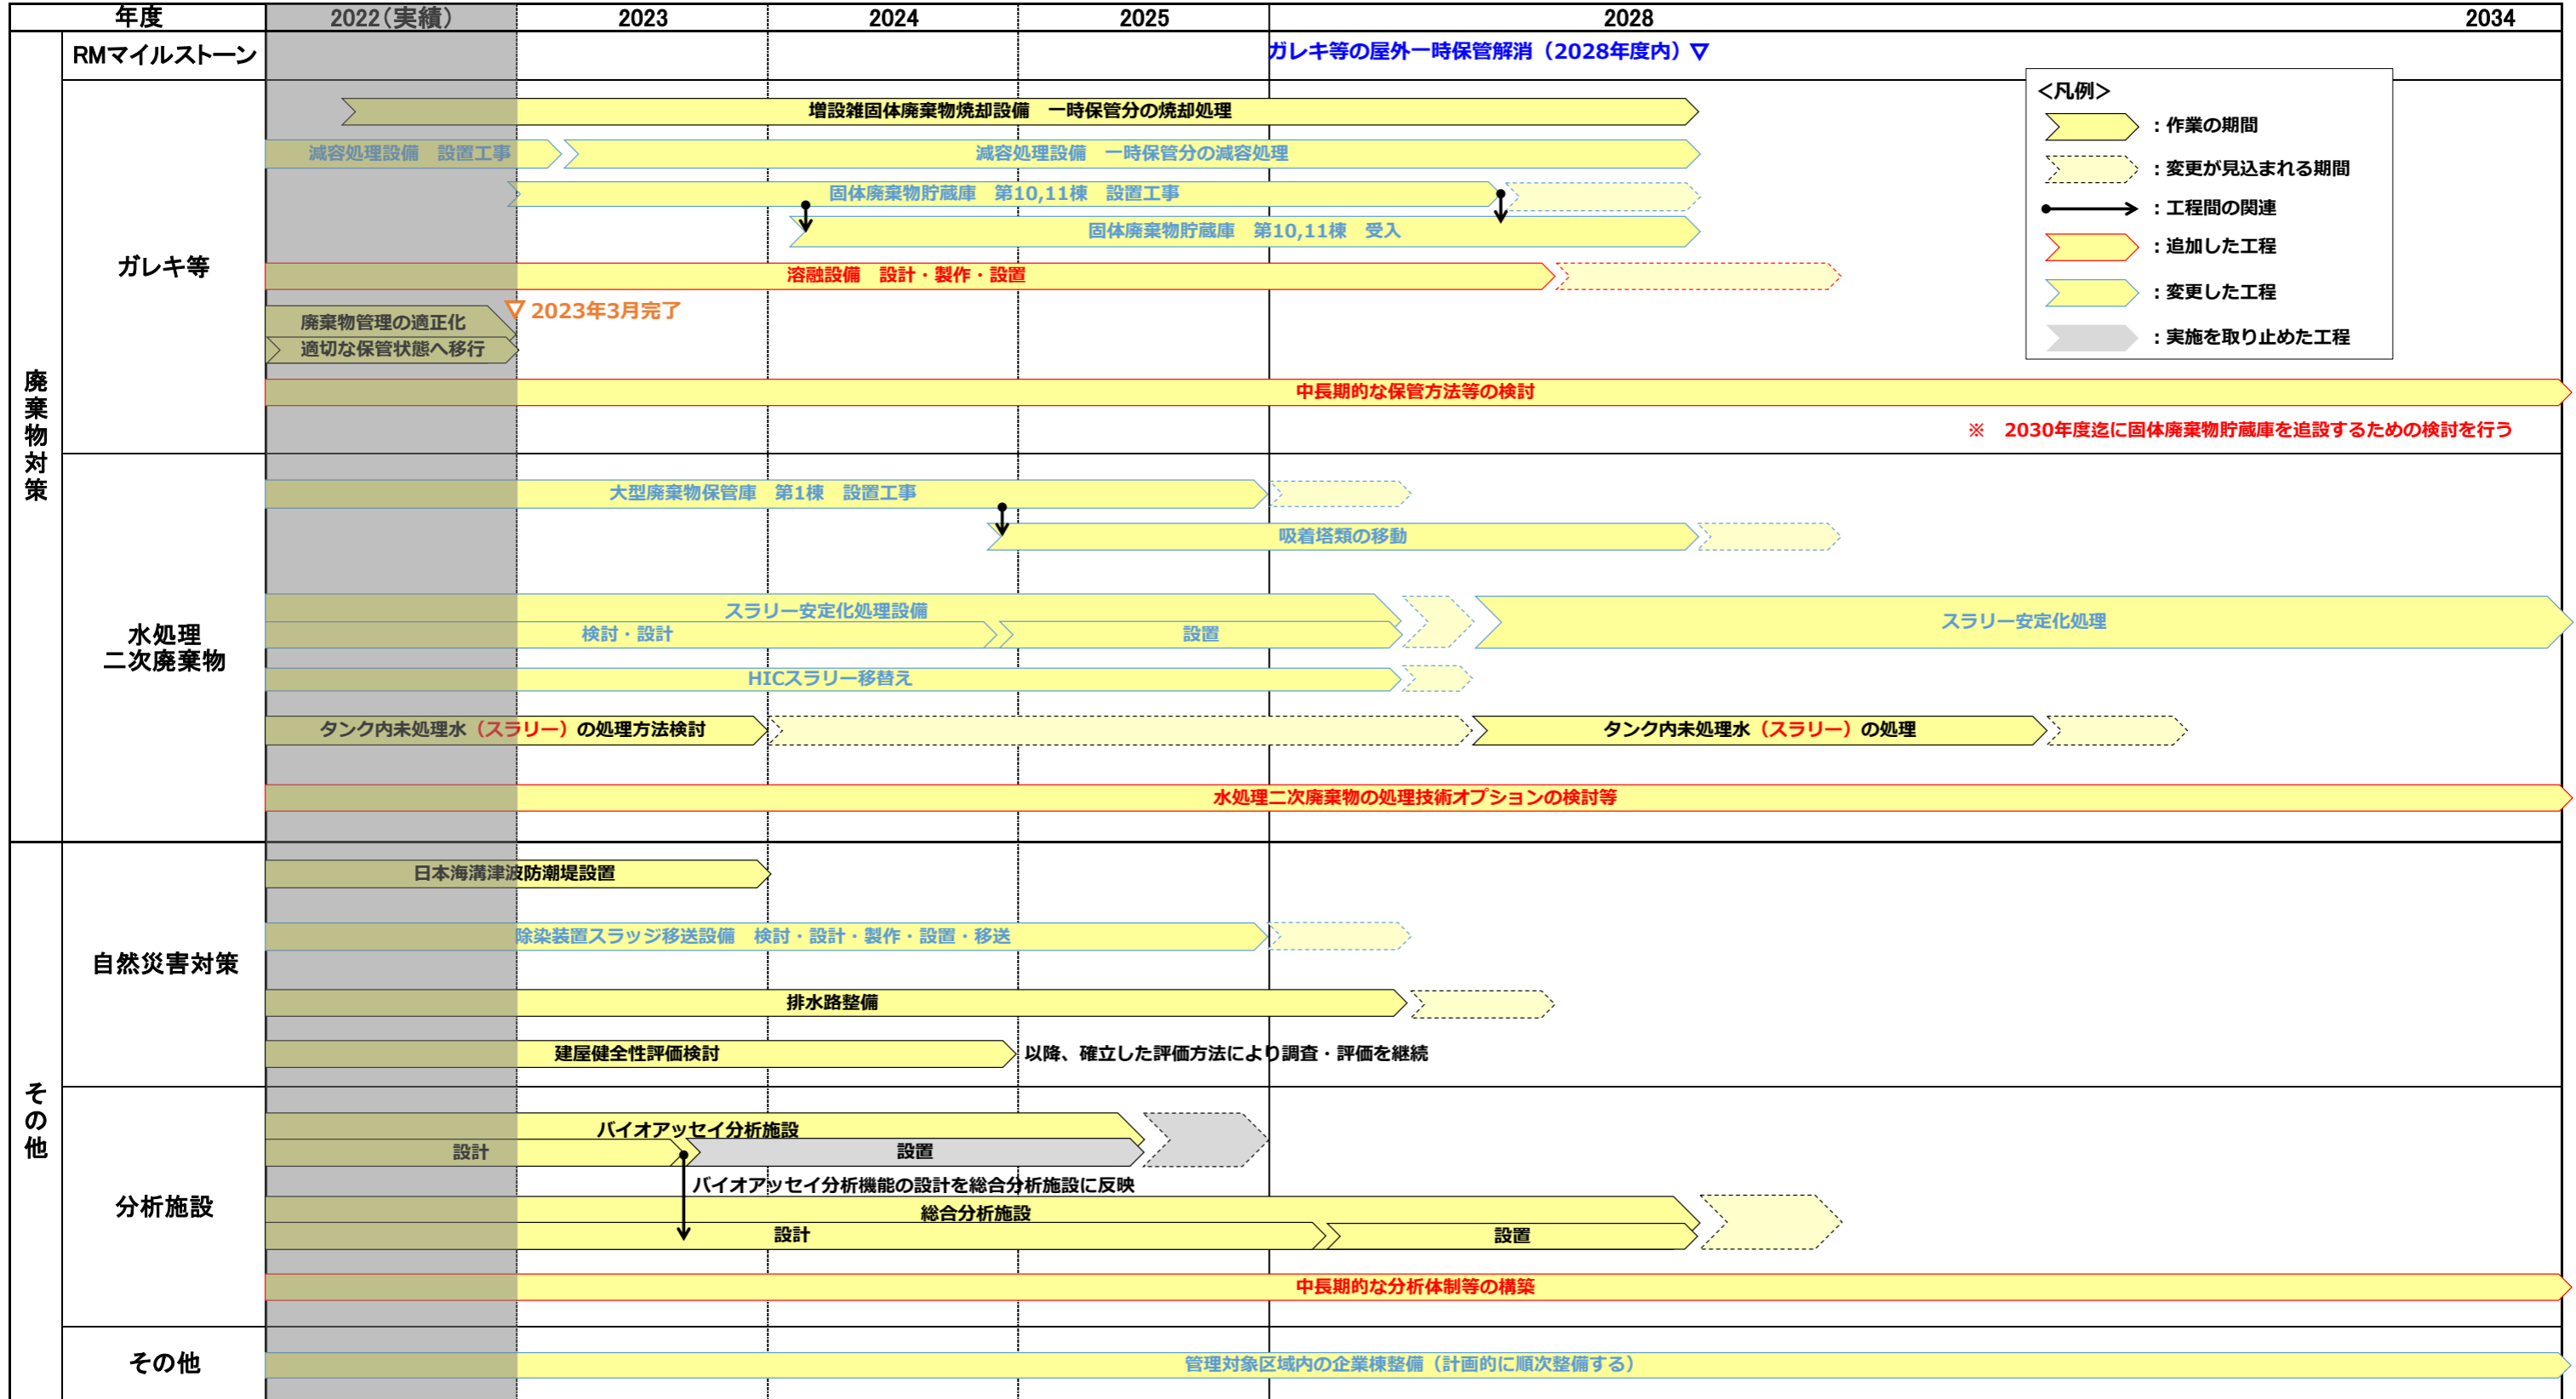 年度
2022(実績)
2023
2024
2025
2028
2034
RMマイルストーン
ガレキ等の屋外一時保管解消（2028年度内）▽
<凡例>
：作業の期間
：変更が見込まれる期間
：工程間の関連
：追加した工程
：変更した工程
：実施を取り止めた工程
廃棄物対策
ガレキ等
増設雑固体廃棄物焼却設備　一時保管分の焼却処理
減容処理設備　設置工事
減容処理設備　一時保管分の減容処理
固体廃棄物貯蔵庫　第10,11棟　設置工事
固体廃棄物貯蔵庫　第10,11棟　受入
溶融設備　設計・製作・設置
廃棄物管理の適正化
▽ 2023年3月完了
適切な保管状態へ移行
中長期的な保管方法等の検討
※　2030年度迄に固体廃棄物貯蔵庫を追設するための検討を行う
水処理
二次廃棄物
大型廃棄物保管庫　第1棟　設置工事
吸着塔類の移動
スラリー安定化処理設備
検討・設計
設置
スラリー安定化処理
HICスラリー移替え
タンク内未処理水（スラリー）の処理方法検討
タンク内未処理水（スラリー）の処理
水処理二次廃棄物の処理技術オプションの検討等
その他
自然災害対策
日本海溝津波防潮堤設置
除染装置スラッジ移送設備　検討・設計・製作・設置・移送
排水路整備
建屋健全性評価検討
以降、確立した評価方法により調査・評価を継続
分析施設
バイオアッセイ分析施設
設計
設置
バイオアッセイ分析機能の設計を総合分析施設に反映
総合分析施設
設計
設置
中長期的な分析体制等の構築
その他
管理対象区域内の企業棟整備（計画的に順次整備する）